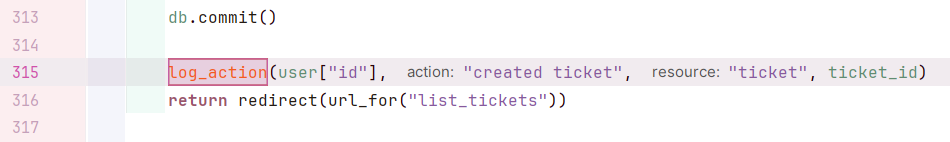 313 db.commit()
314
315 log_action(user["id"], action: "created ticket", resource: "ticket", ticket_id)
316 return redirect(url_for("list_tickets"))
317